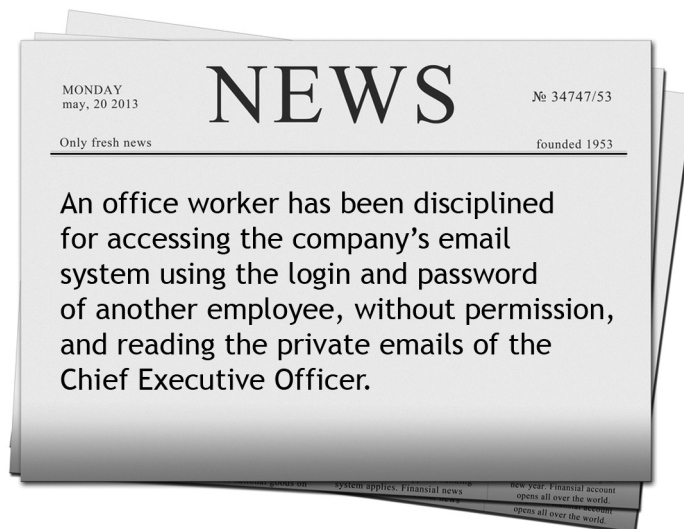 NEWS
MONDAY
may, 20 2013
№ 34747/53
Only fresh news
founded 1953
An office worker has been disciplined
for accessing the company’s email
system using the login and password
of another employee, without permission,
and reading the private emails of the
Chief Executive Officer.
system applies. Finansial news
new year. Finansial account
opens all over the world.
account
opens all over the world.